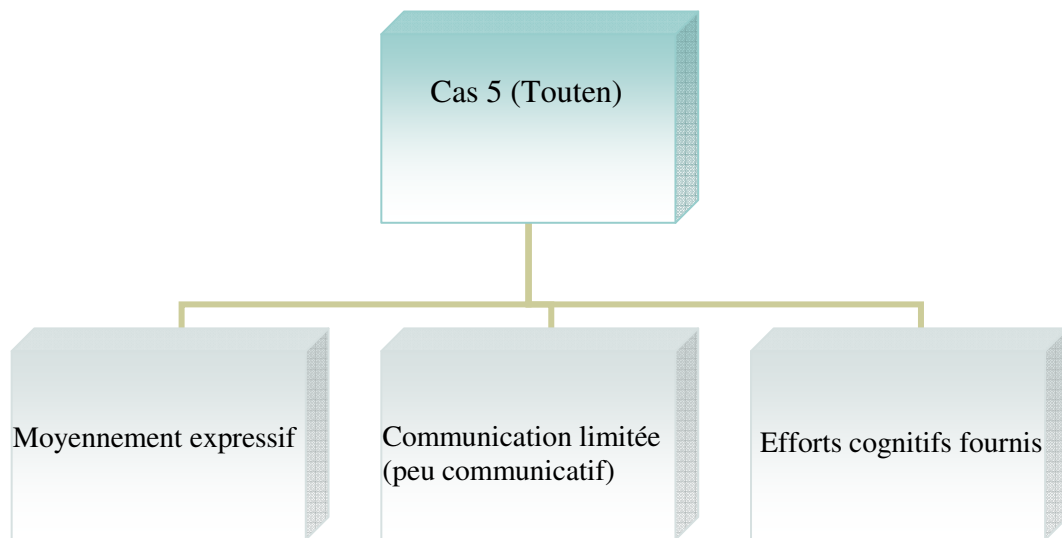 Cas 5 (Touten)
Moyennement expressif
Communication limitée
(peu communicatif)
Efforts cognitifs fournis